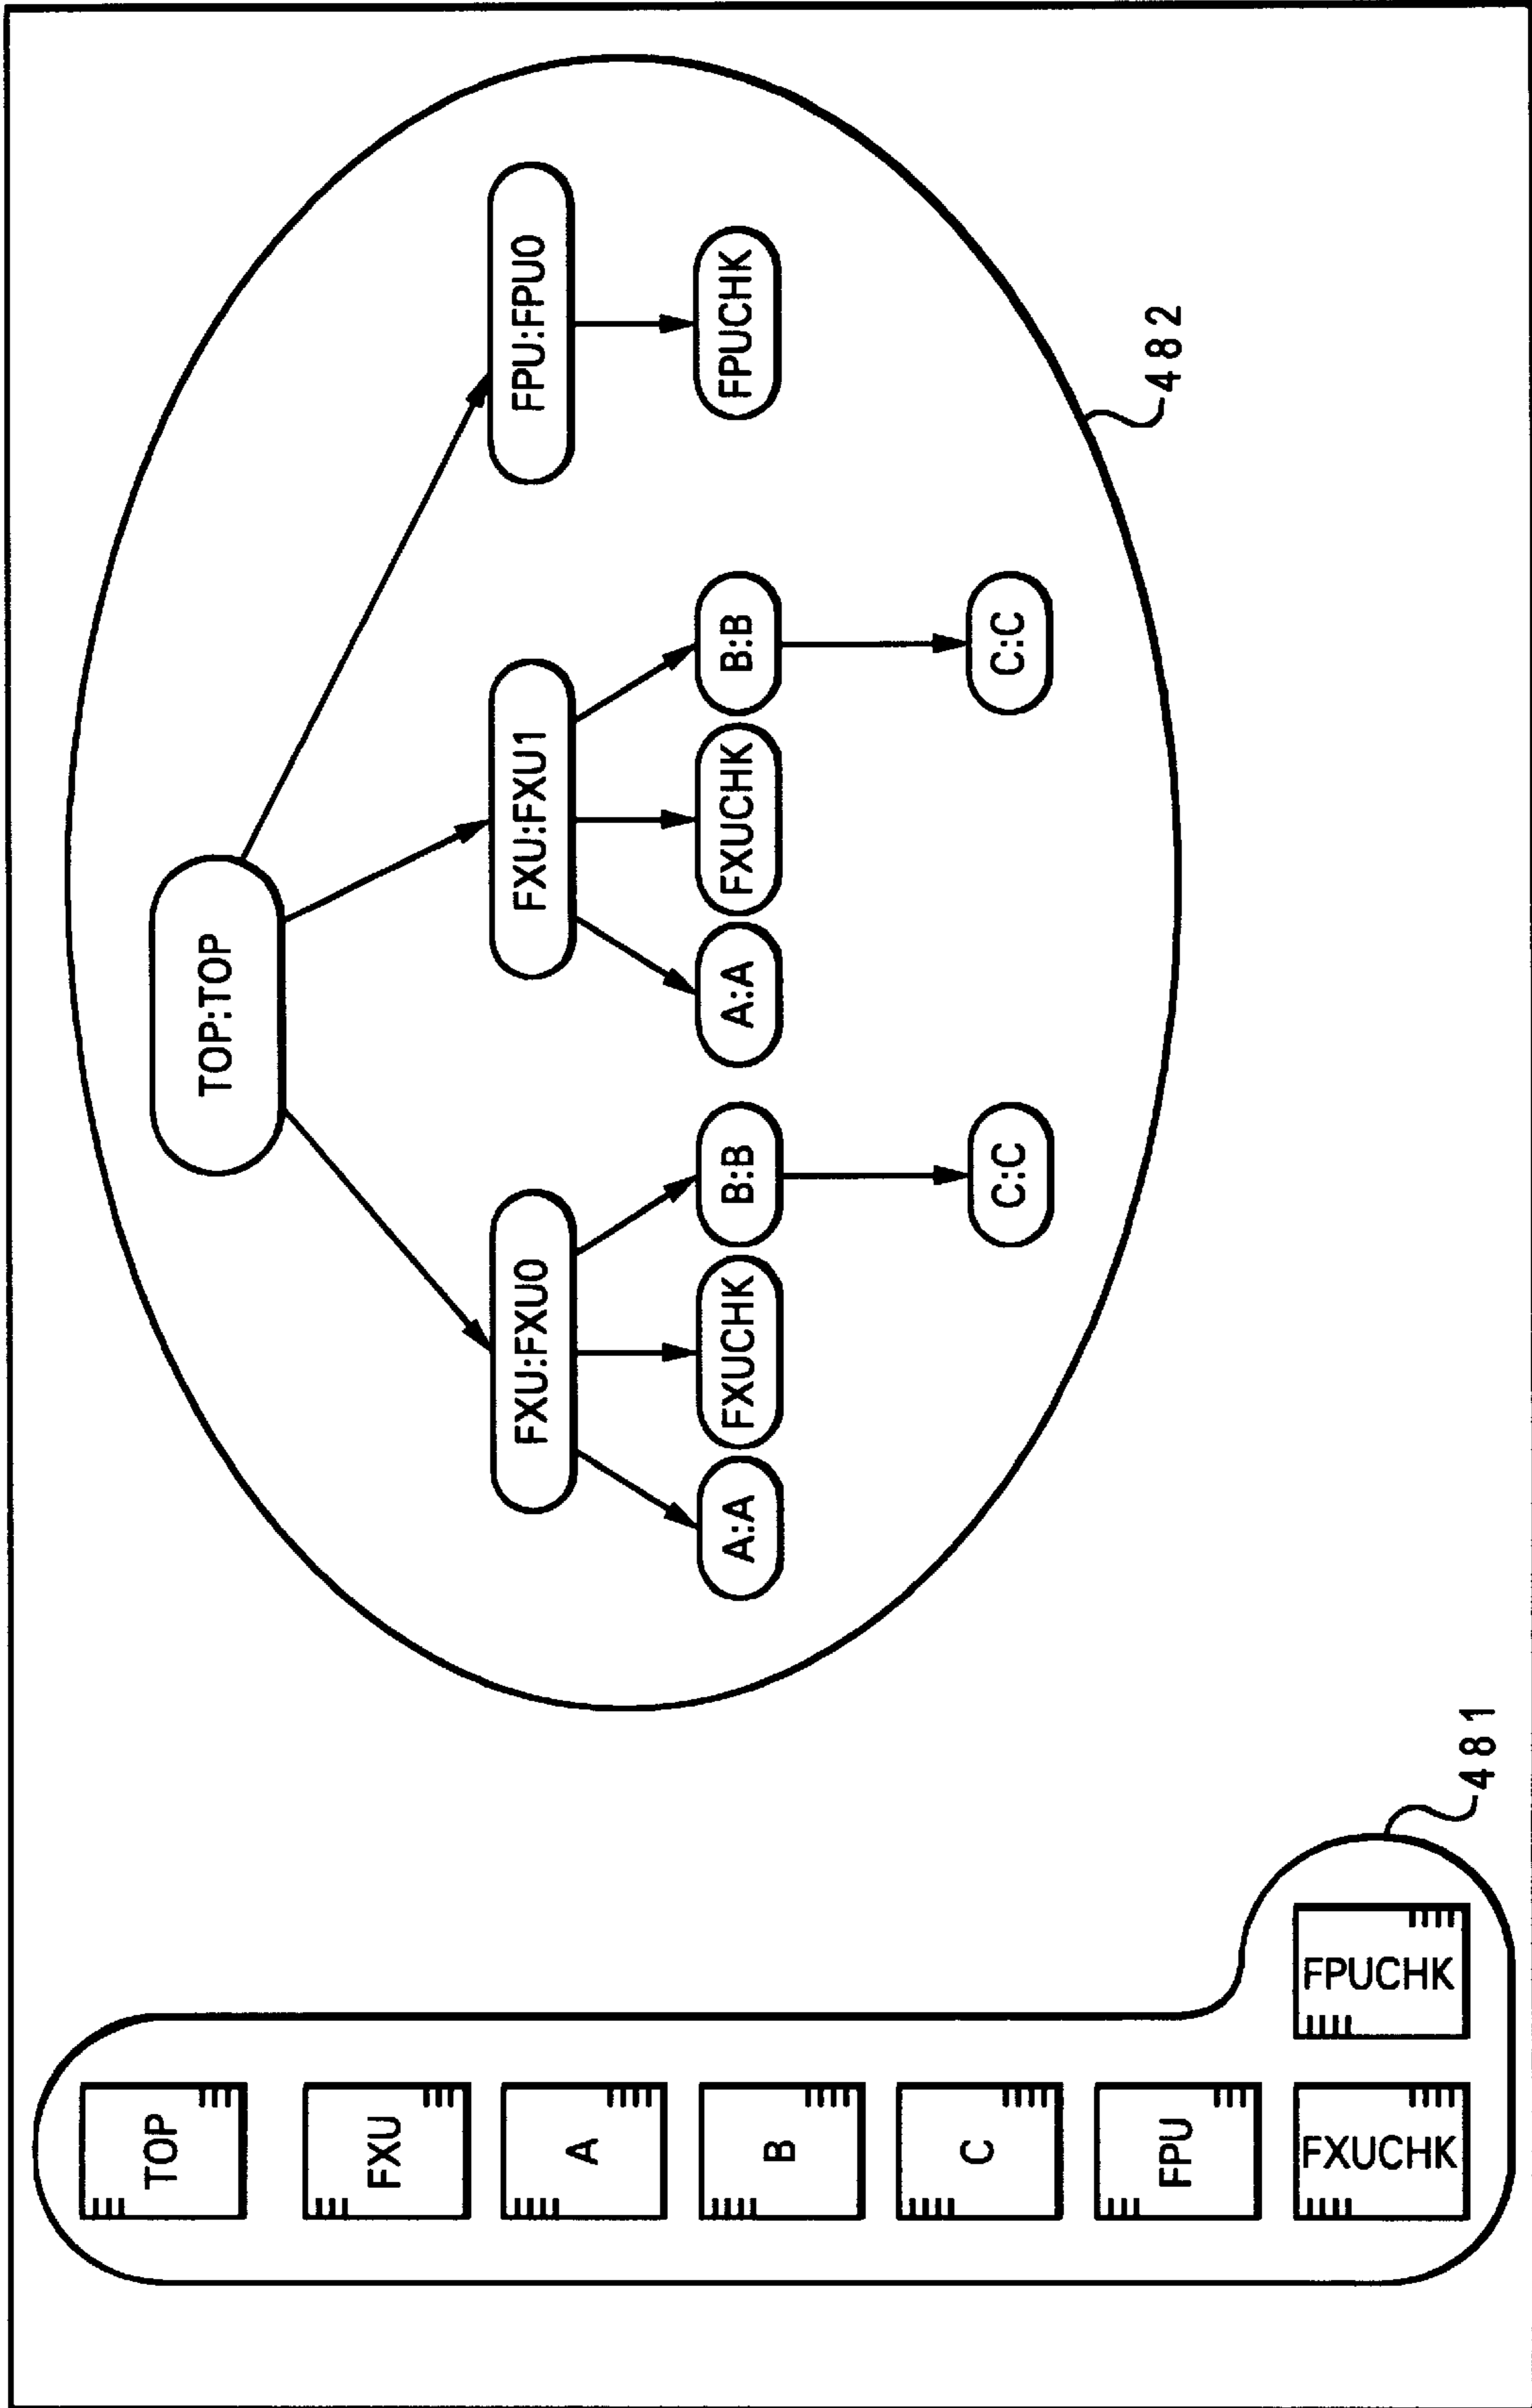 TOP
FXU
A
B
C
FPU
FXUCHK
FPUCHK
481
TOP:TOP
FXU:FXU0
FXU:FXU1
FPU:FPU0
A:A
FXUCHK
B:B
A:A
FXUCHK
B:B
FPUCHK
C:C
C:C
482